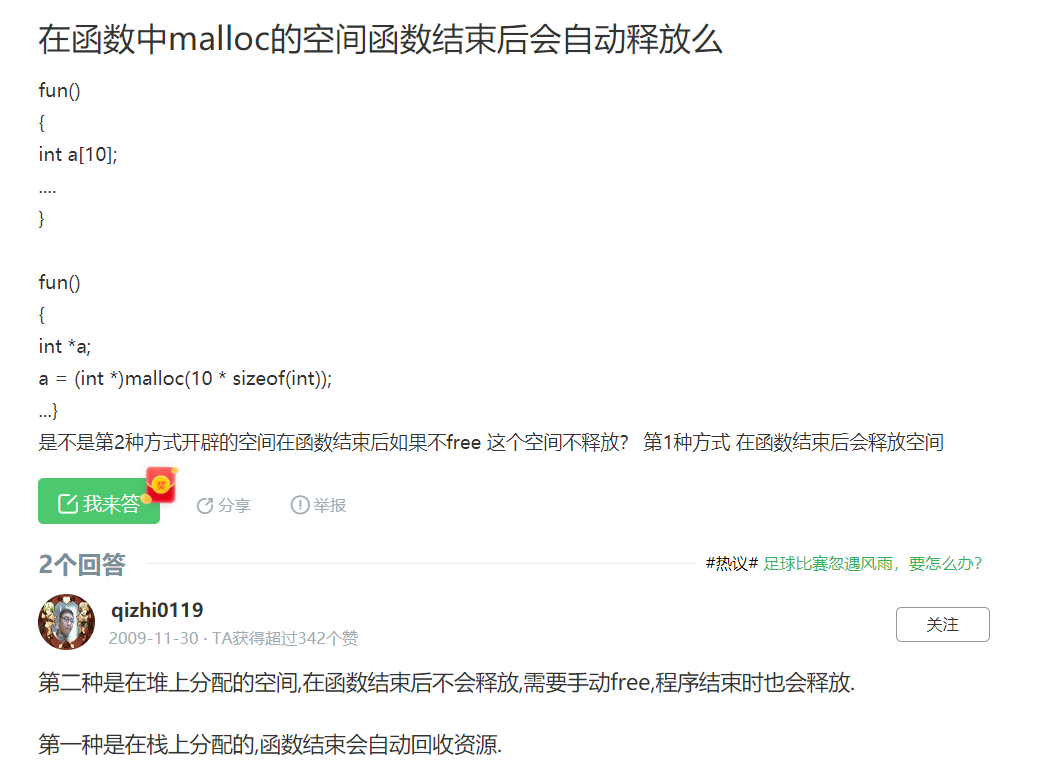 在函数中malloc的空间函数结束后会自动释放么
fun()
{
int a[10];
....
}
fun()
{
int *a;
a = (int *)malloc(10 * sizeof(int));
...}
是不是第2种方式开辟的空间在函数结束后如果不free 这个空间不释放? 第1种方式 在函数结束后会释放空间
我来答 奖 分享 举报
2个回答 #热议# 足球比赛忽遇风雨，要怎么办?
qizhi0119
2009-11-30 · TA获得超过342个赞
关注
第二种是在堆上分配的空间,在函数结束后不会释放,需要手动free,程序结束时也会释放.
第一种是在栈上分配的,函数结束会自动回收资源.